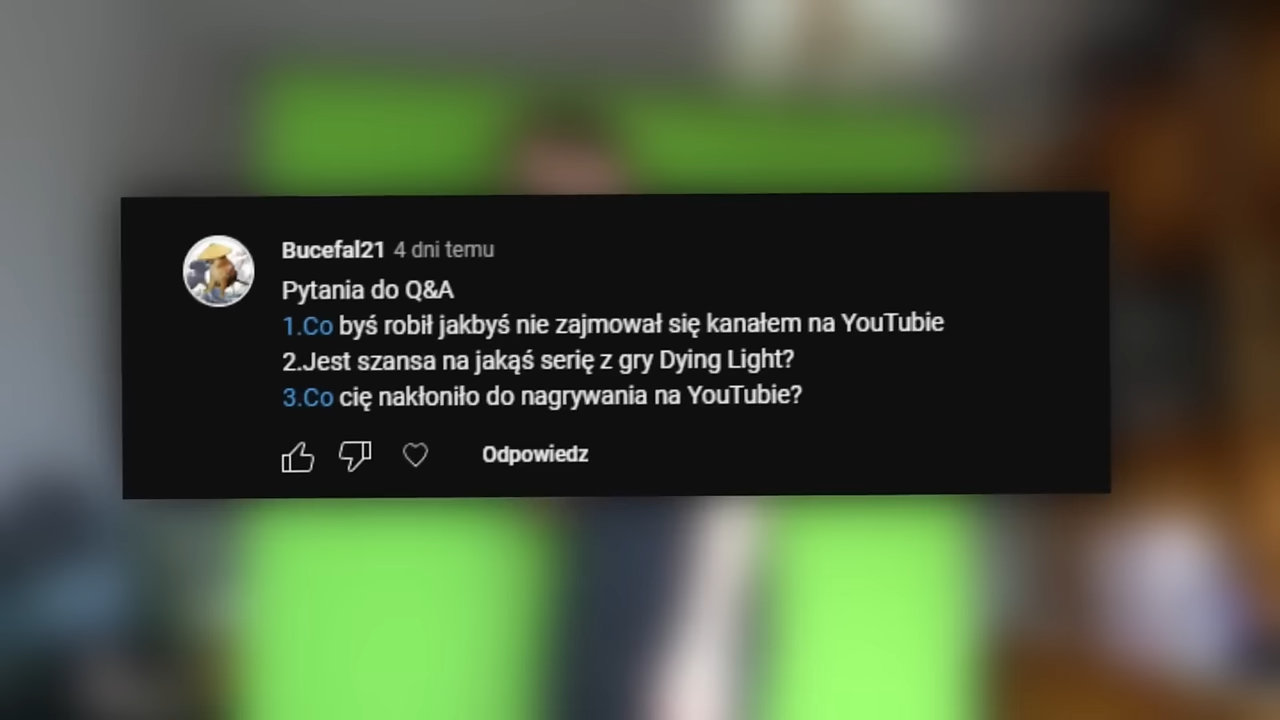 Bucefal21 4 dni temu
Pytania do Q&A
1.Co byś robił jakbyś nie zajmował się kanałem na YouTubie
2.Jest szansa na jakąś serię z gry Dying Light?
3.Co cię nakłoniło do nagrywania na YouTubie?
Odpowiedz